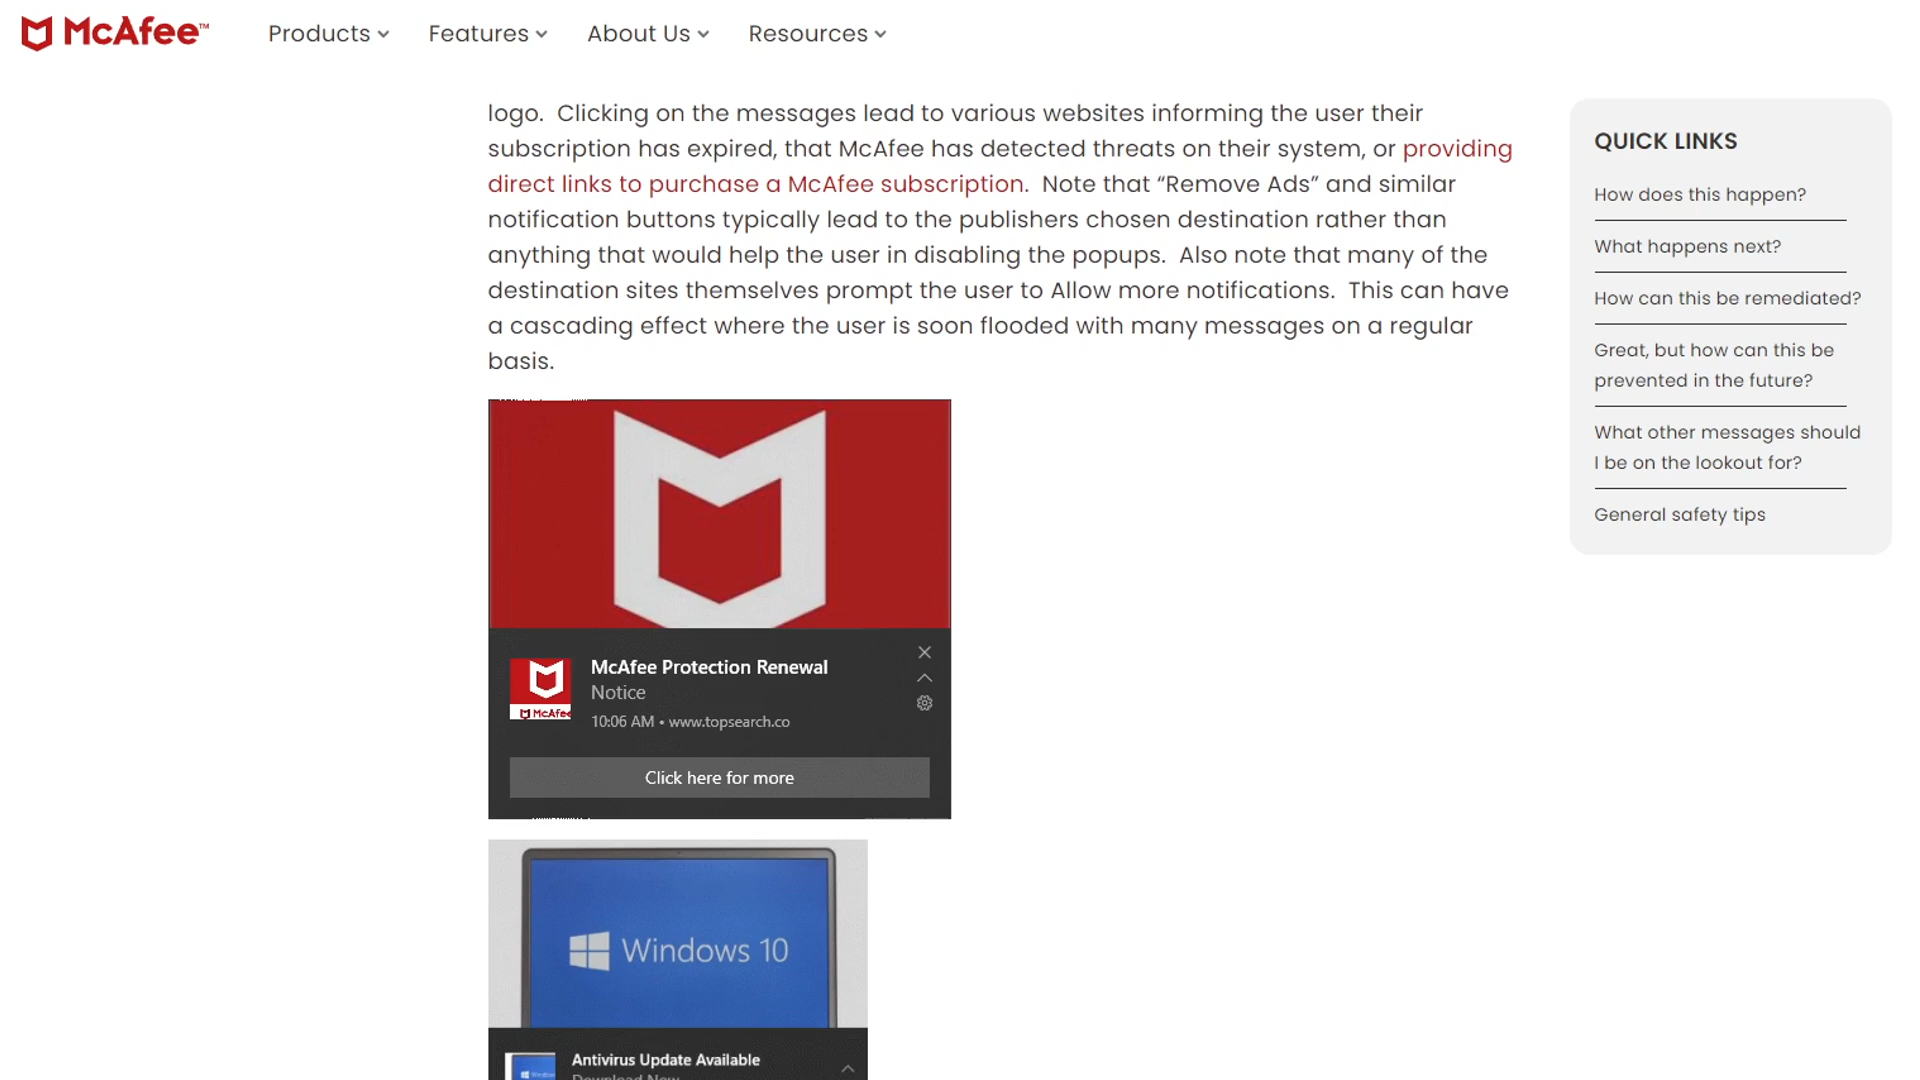 McAfee™
Products
Features
About Us
Resources
logo.  Clicking on the messages lead to various websites informing the user their
subscription has expired, that McAfee has detected threats on their system, or providing
direct links to purchase a McAfee subscription.  Note that “Remove Ads” and similar
notification buttons typically lead to the publishers chosen destination rather than
anything that would help the user in disabling the popups.  Also note that many of the
destination sites themselves prompt the user to Allow more notifications.  This can have
a cascading effect where the user is soon flooded with many messages on a regular
basis.
QUICK LINKS
How does this happen?
What happens next?
How can this be remediated?
Great, but how can this be
prevented in the future?
What other messages should
I be on the lookout for?
General safety tips
McAfee Protection Renewal
Notice
10:06 AM • www.topsearch.co
McAfee
Click here for more
Windows 10
Antivirus Update Available
Download Now